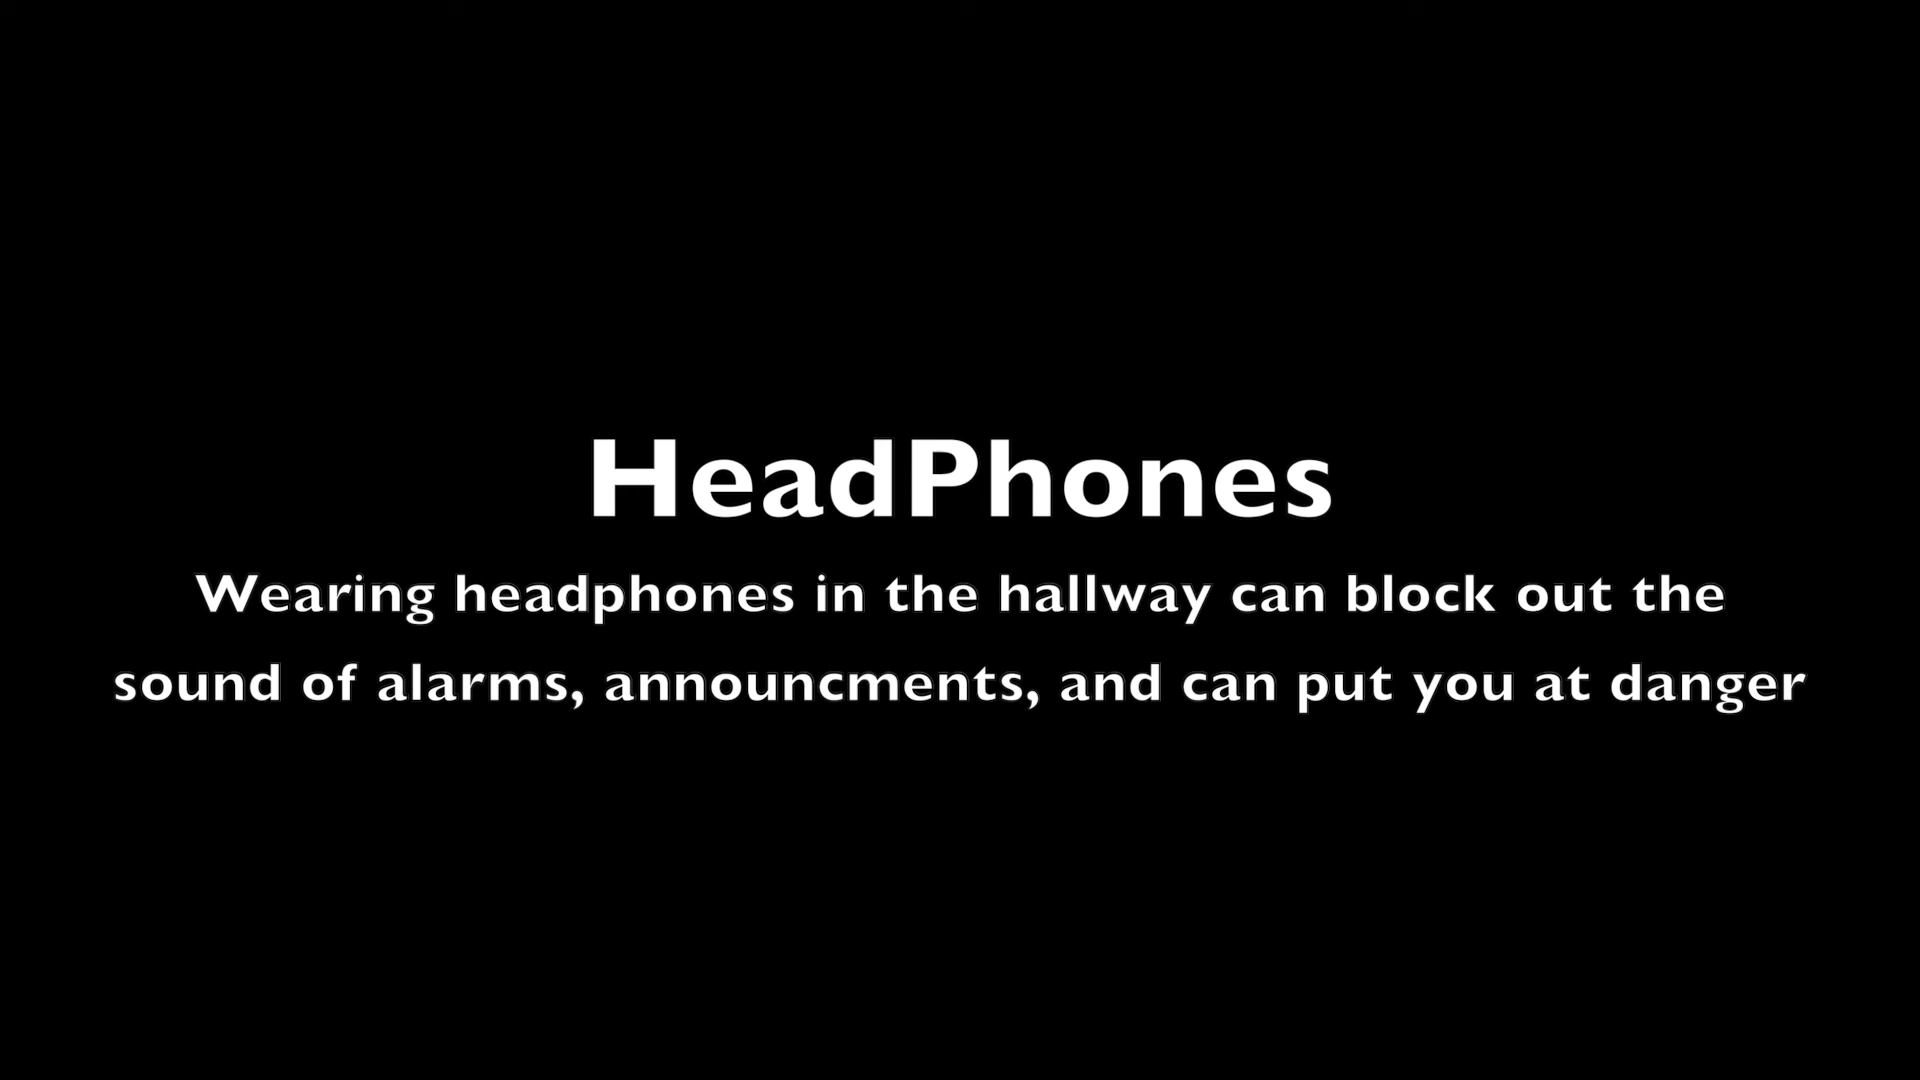 HeadPhones
Wearing headphones in the hallway can block out the
sound of alarms, announcments, and can put you at danger